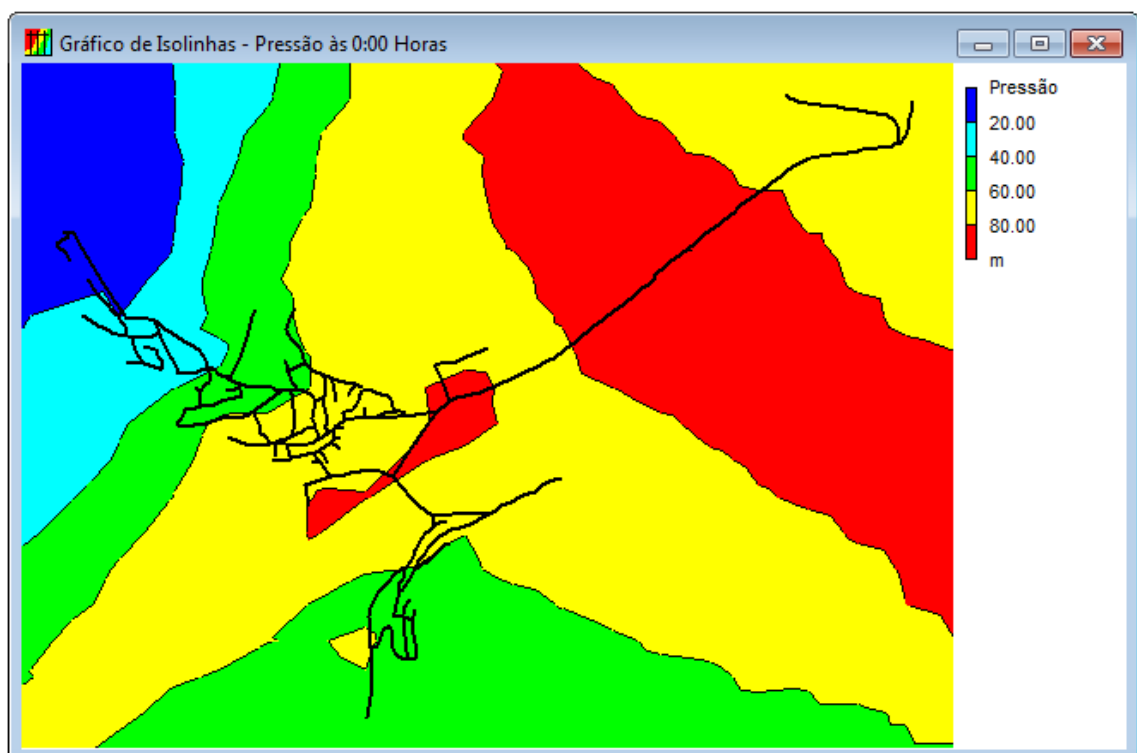 Gráfico de Isolinhas - Pressão às 0:00 Horas
Pressão
20.00
40.00
60.00
80.00
m